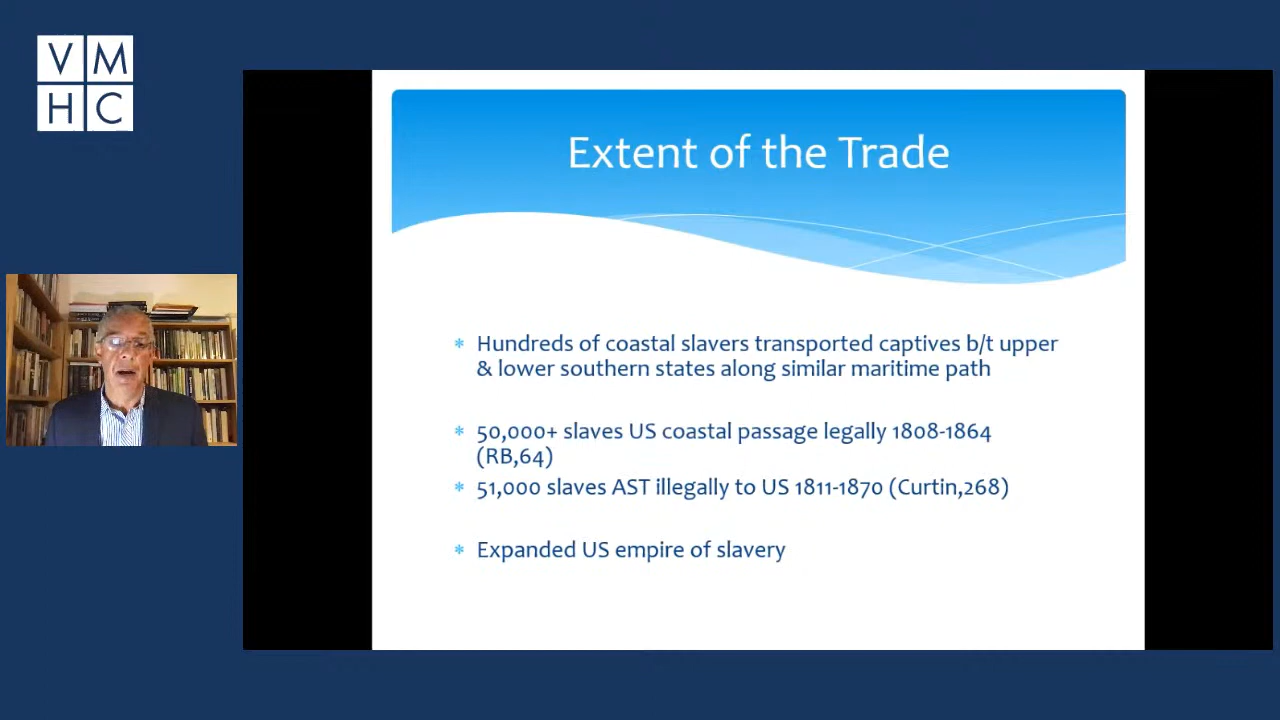 V M
H C
Extent of the Trade
* Hundreds of coastal slavers transported captives b/t upper
& lower southern states along similar maritime path
* 50,000+ slaves US coastal passage legally 1808-1864
(RB,64)
* 51,000 slaves AST illegally to US 1811-1870 (Curtin,268)
* Expanded US empire of slavery